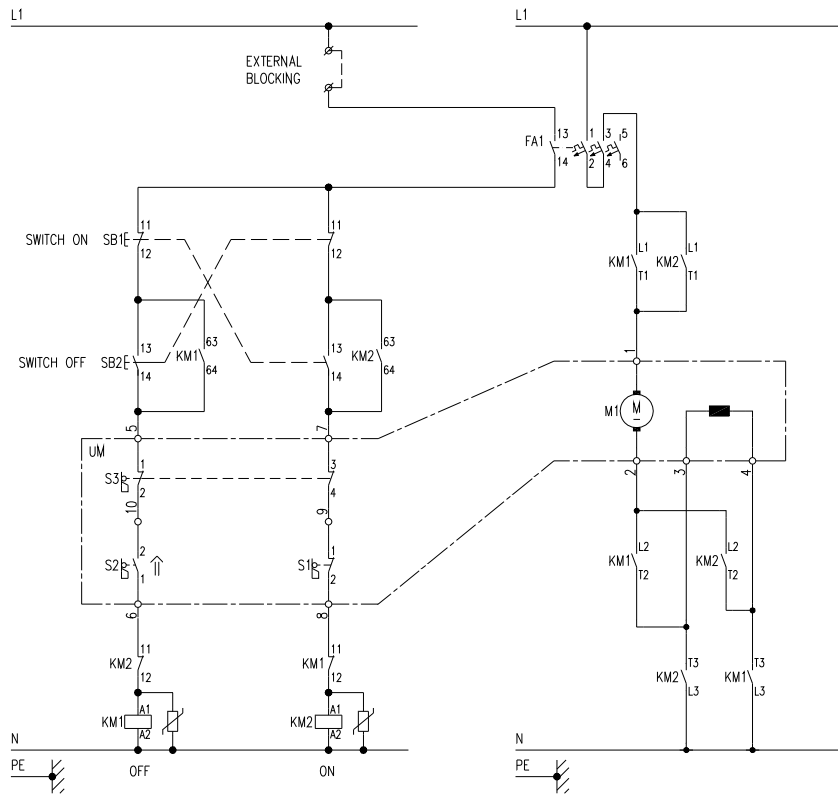 L1
L1
EXTERNAL
BLOCKING
FA1
13
1
3
5
14
2
4
6
SWITCH ON
SB1
11
12
11
12
KM1
L1
T1
KM2
L1
T1
SWITCH OFF
SB2
13
14
KM1
63
64
13
14
KM2
63
64
1
M1
M
5
7
UM
2
3
4
S3
1
2
3
4
10
9
S2
2
1
S1
1
2
KM1
L2
T2
KM2
L2
T2
6
8
KM2
11
12
KM1
11
12
KM2
T3
L3
KM1
T3
L3
KM1
A1
A2
KM2
A1
A2
N
N
PE
OFF
ON
PE